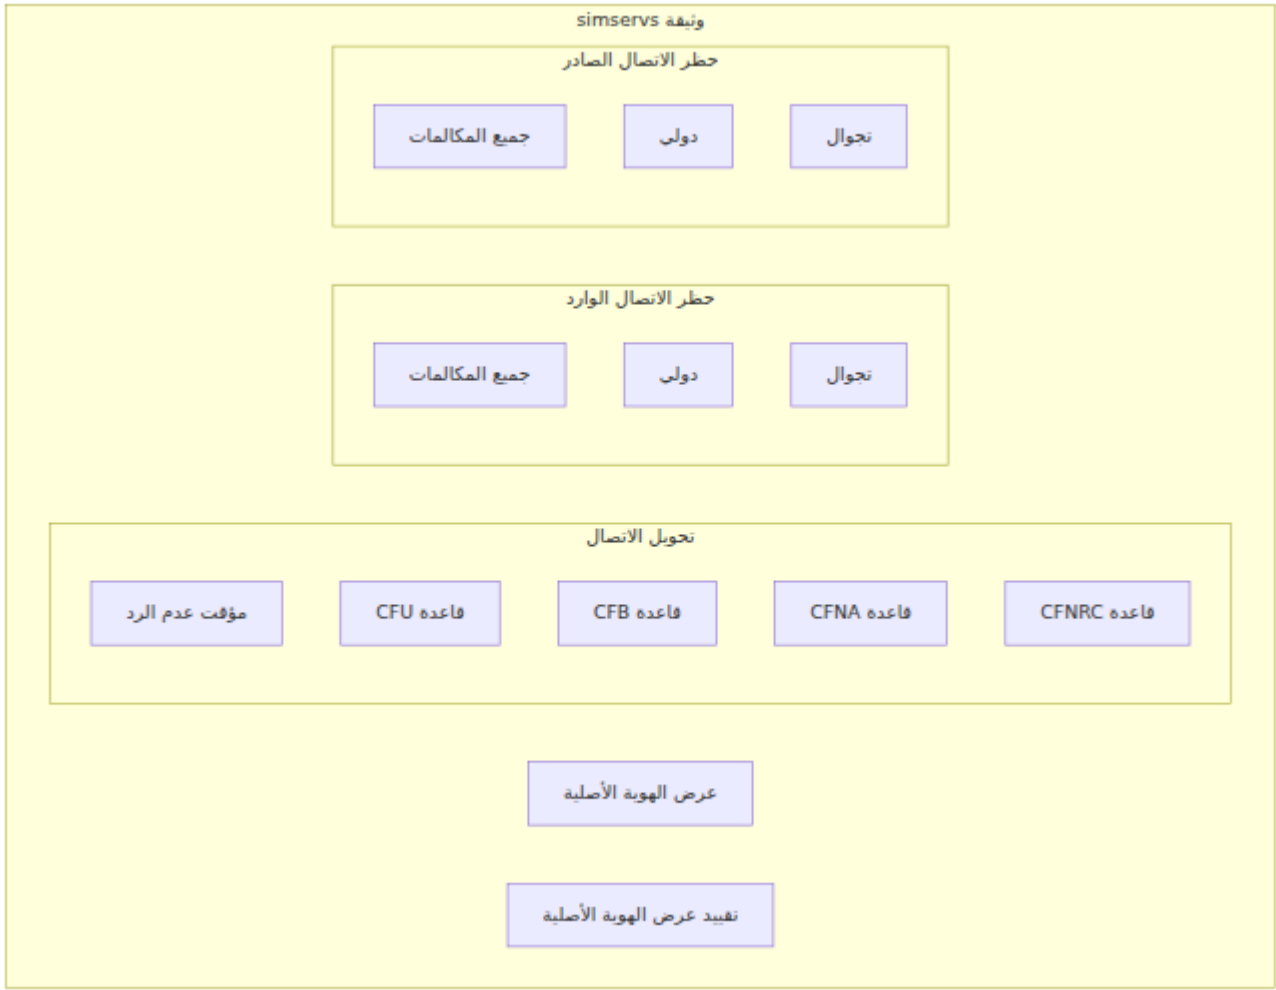 وثيقة simservs
حظر الاتصال الصادر
جميع المكالمات
دولي
تجوال
حظر الاتصال الوارد
جميع المكالمات
دولي
تجوال
تحويل الاتصال
مؤقت عدم الرد
قاعدة CFU
قاعدة CFB
قاعدة CFNA
قاعدة CFNRC
عرض الهوية الأصلية
تقييد عرض الهوية الأصلية